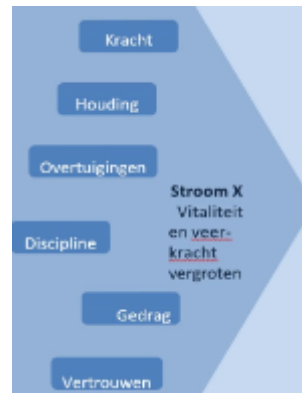 Kracht
Houding
Overtuigingen
Stroom X
Vitaliteit
en veer-
kracht
vergroten
Discipline
Gedrag
Vertrouwen